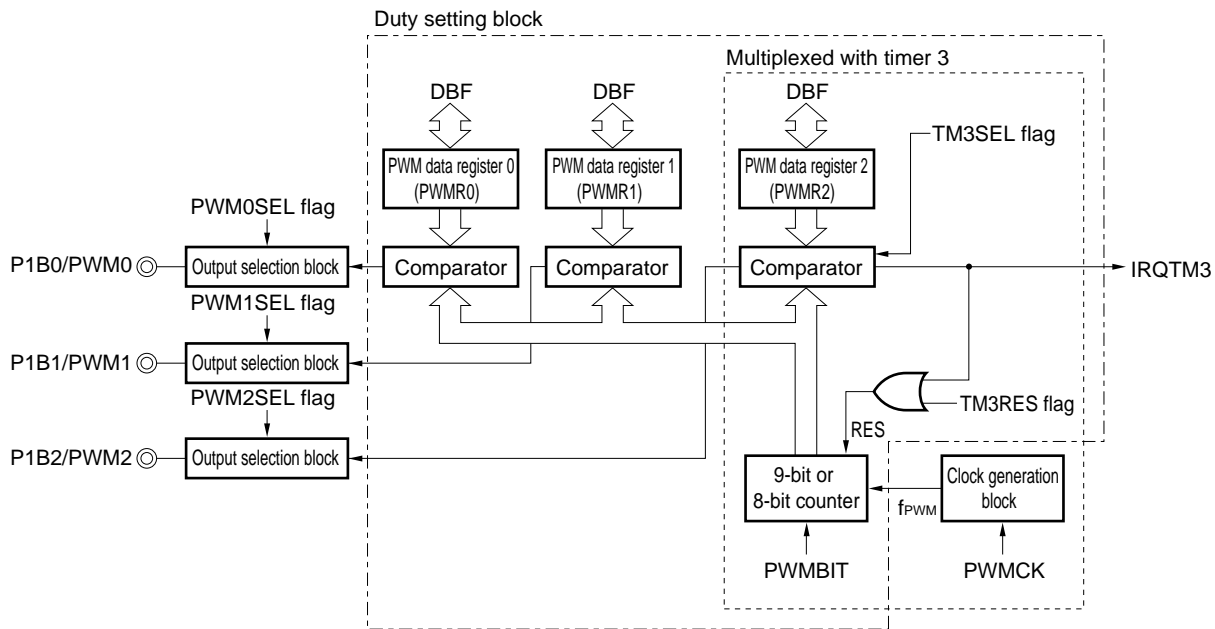 Duty setting block
Multiplexed with timer 3
DBF
DBF
DBF
TM3SEL flag
PWM data register 0
(PWMR0)
PWM data register 1
(PWMR1)
PWM data register 2
(PWMR2)
PWM0SEL flag
P1B0/PWM0
Output selection block
Comparator
Comparator
Comparator
IRQTM3
PWM1SEL flag
P1B1/PWM1
Output selection block
PWM2SEL flag
TM3RES flag
RES
P1B2/PWM2
Output selection block
9-bit or
8-bit counter
fPWM
Clock generation
block
PWMBIT
PWMCK